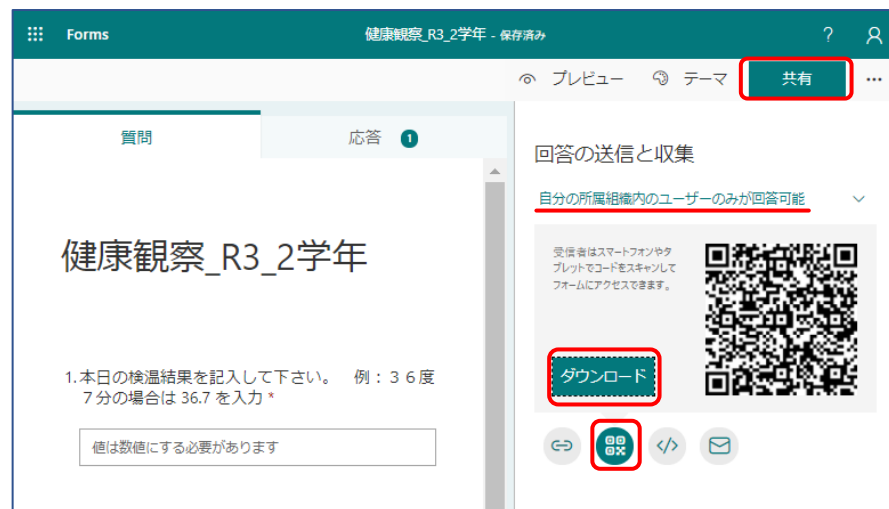 Forms
健康観察_R3_2学年 - 保存済み
?
プレビュー
テーマ
共有
...
質問
応答 1
回答の送信と収集
自分の所属組織内のユーザーのみが回答可能
健康観察_R3_2学年
受信者はスマートフォンやタ
ブレットでコードをスキャンして
フォームにアクセスできます。
ダウンロード
1.本日の検温結果を記入して下さい。　例：３６度
７分の場合は 36.7 を入力 *
値は数値にする必要があります